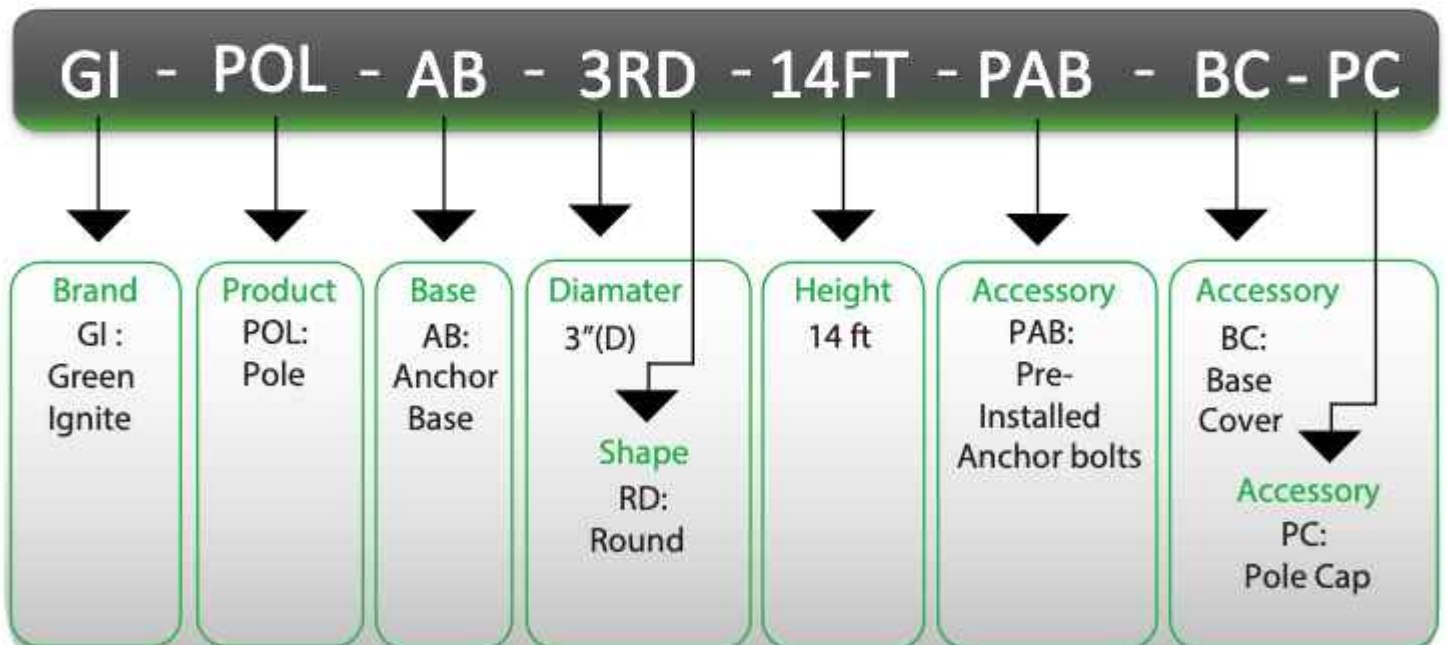 GI - POL - AB - 3RD - 14FT - PAB - BC - PC
Brand
GI :
Green
Ignite
Product
POL:
Pole
Base
AB:
Anchor
Base
Diamater
3"(D)
Shape
RD:
Round
Height
14 ft
Accessory
PAB:
Pre-
Installed
Anchor bolts
Accessory
BC:
Base
Cover
Accessory
PC:
Pole Cap